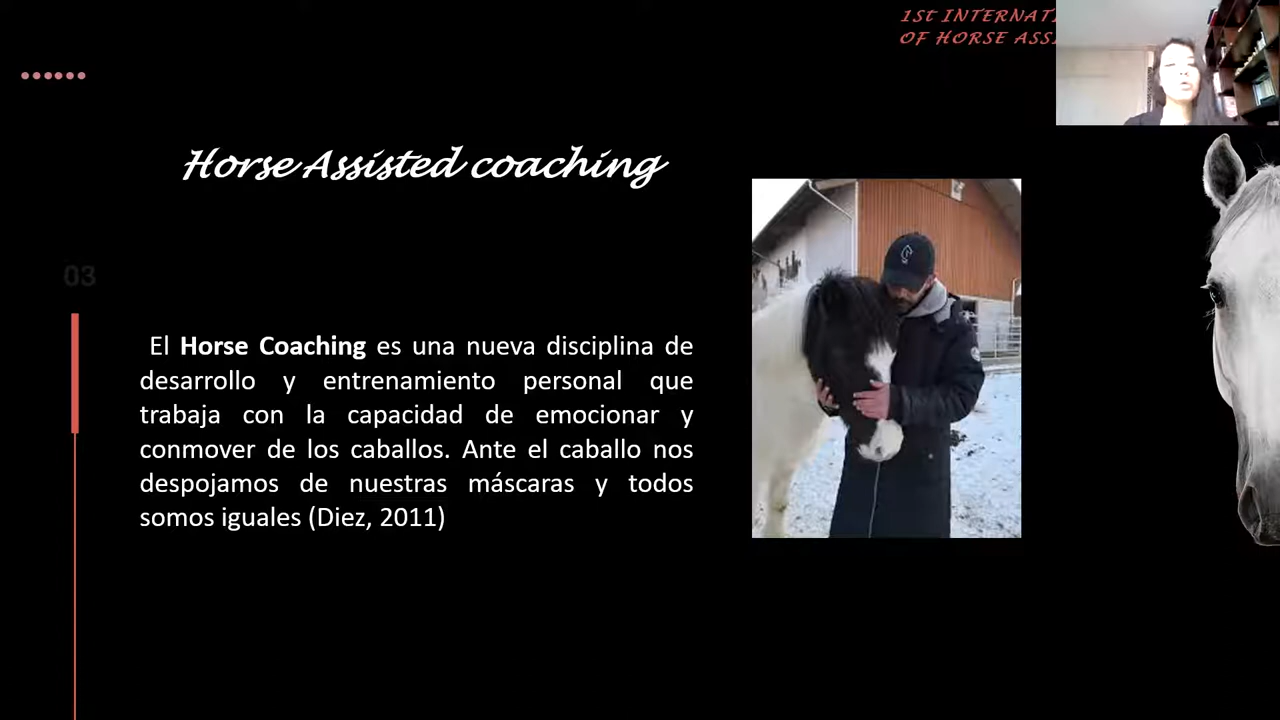 1St INTERNATI
OF HORSE ASSI
Horse Assisted coaching
03
El Horse Coaching es una nueva disciplina de
desarrollo y entrenamiento personal que
trabaja con la capacidad de emocionar y
conmover de los caballos. Ante el caballo nos
despojamos de nuestras máscaras y todos
somos iguales (Diez, 2011)